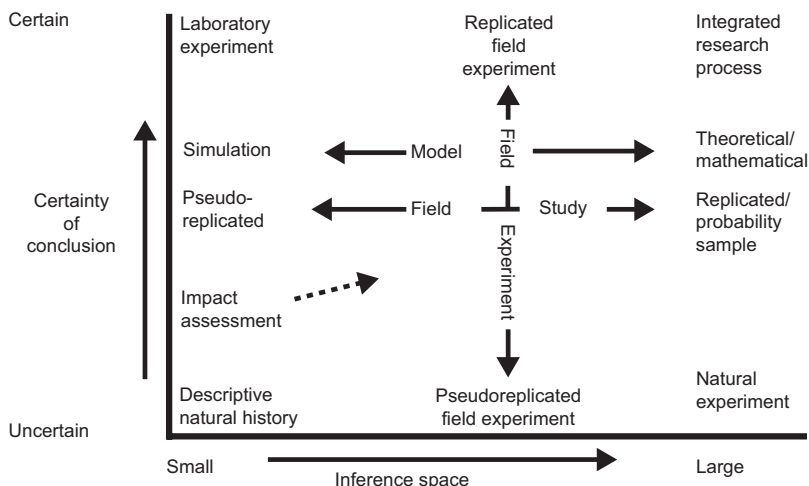 Certain
Laboratory
experiment
Replicated
field
experiment
Integrated
research
process
Simulation
Model
Field
Theoretical/
mathematical
Certainty
of
conclusion
Pseudo-
replicated
Field
Study
Replicated/
probability
sample
Experiment
Impact
assessment
Descriptive
natural history
Pseudoreplicated
field experiment
Natural
experiment
Uncertain
Small
Inference space
Large